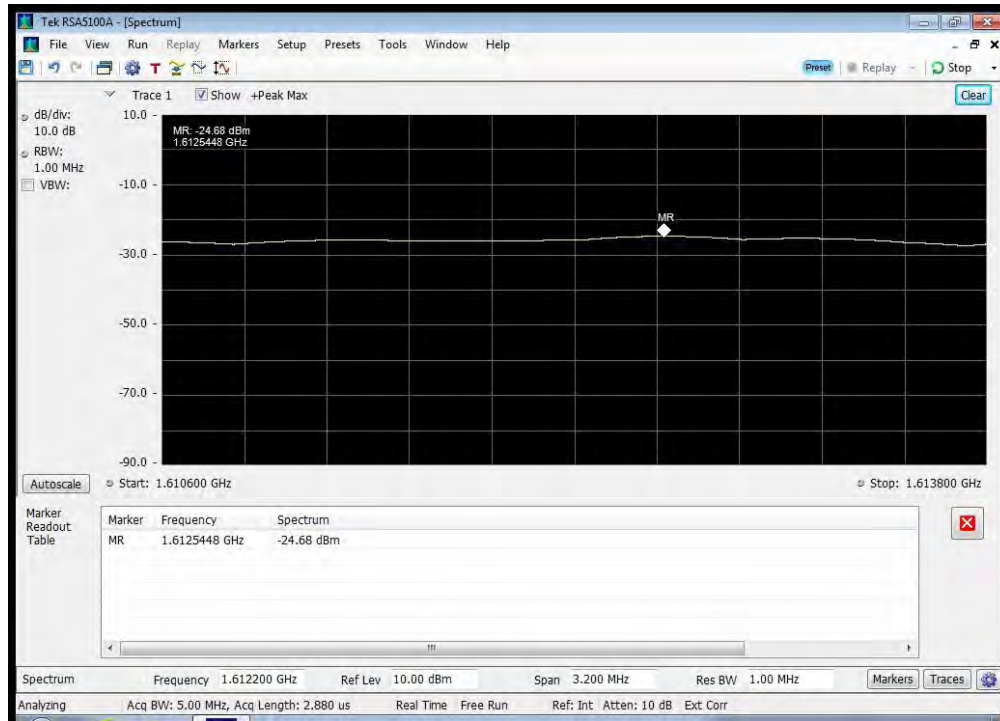 Tek RSA5100A - [Spectrum]
File View Run Replay Markers Setup Presets Tools Window Help
T
Preset Replay Stop
Trace 1 Show +Peak Max
Clear
dB/div:
10.0 dB
RBW:
1.00 MHz
VBW:
10.0
-10.0
-30.0
-50.0
-70.0
-90.0
MR: -24.68 dBm
1.6125448 GHz
MR
Autoscale
Start: 1.610600 GHz
Stop: 1.613800 GHz
Marker
Readout
Table
Marker Frequency Spectrum
MR 1.6125448 GHz -24.68 dBm
Spectrum Frequency 1.612200 GHz Ref Lev 10.00 dBm Span 3.200 MHz Res BW 1.00 MHz Markers Traces
Analyzing Acq BW: 5.00 MHz, Acq Length: 2.880 us Real Time Free Run Ref: Int Atten: 10 dB Ext Corr